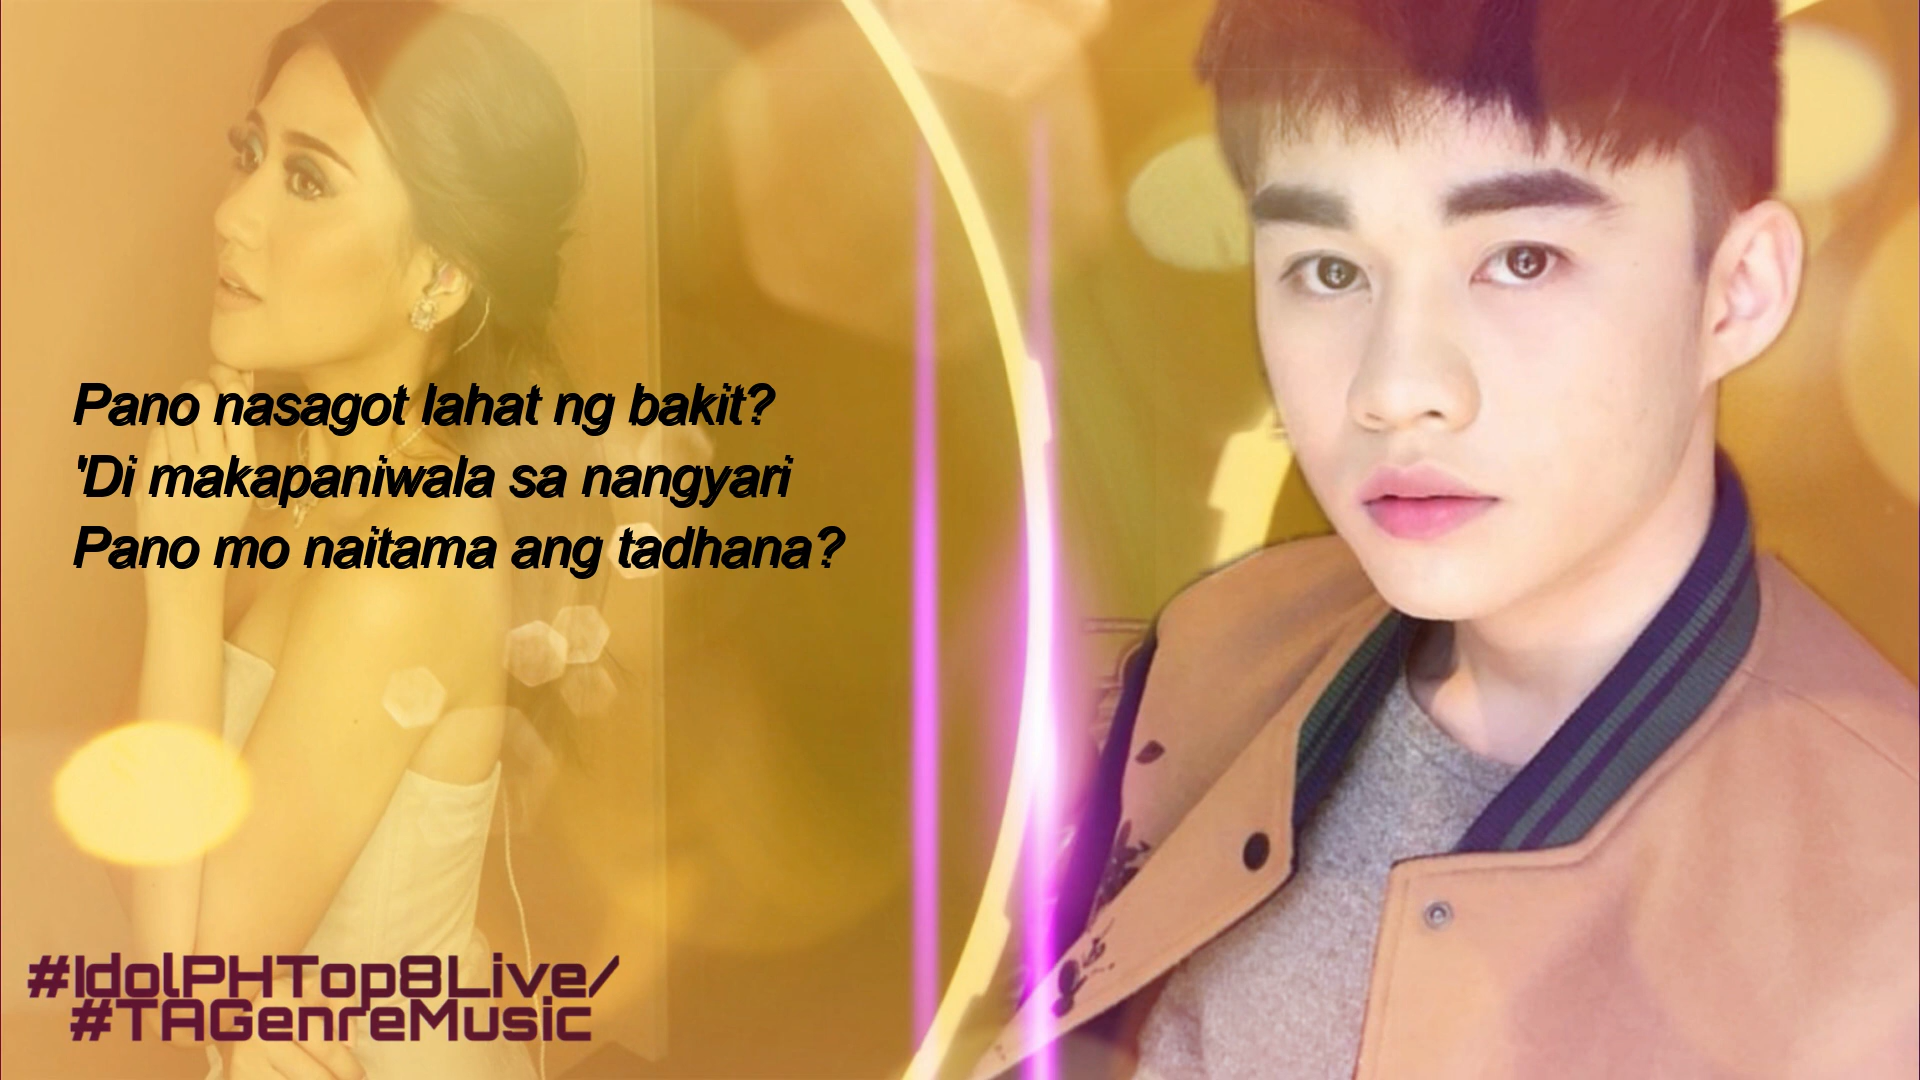 Pano nasagot lahat ng bakit?
'Di makapaniwala sa nangyari
Pano mo naitama ang tadhana?
#IdolPHTop8Live/
#TAGenreMusic